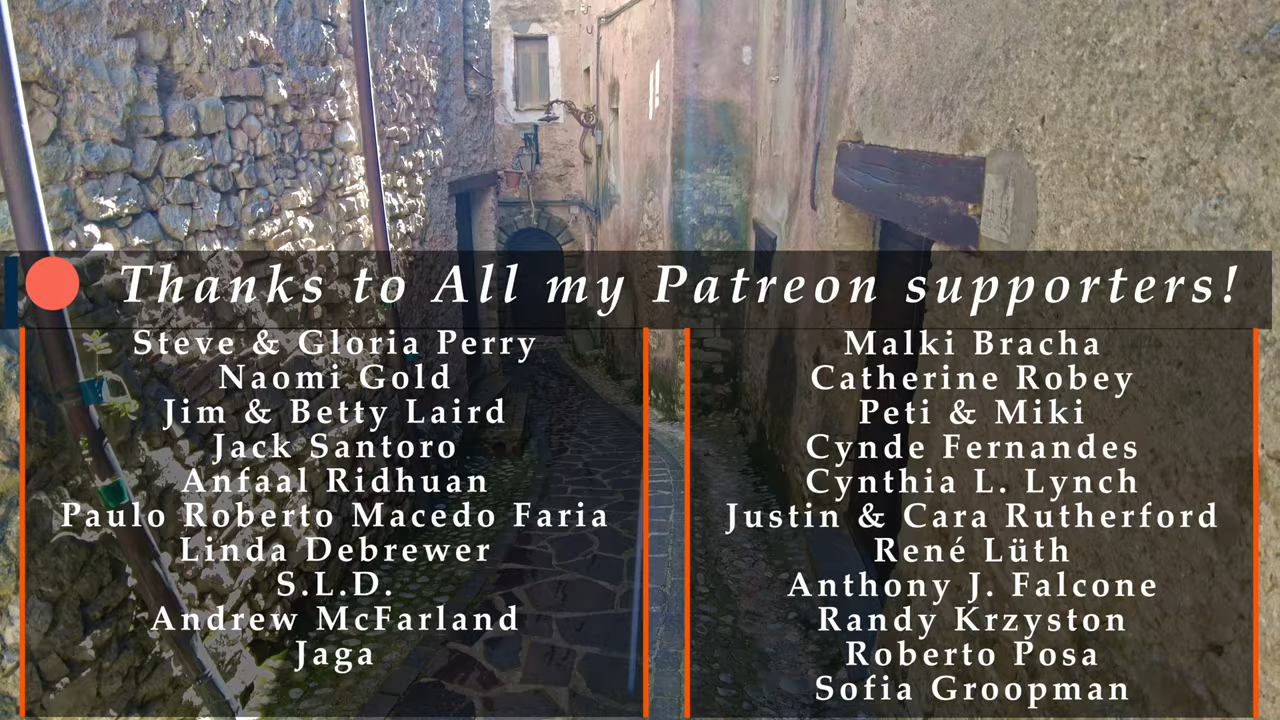 Thanks to All my Patreon supporters!
Steve & Gloria Perry
Naomi Gold
Jim & Betty Laird
Jack Santoro
Anfaal Ridhuan
Paulo Roberto Macedo Faria
Linda Debrewer
S.L.D.
Andrew McFarland
Jaga
Malki Bracha
Catherine Robey
Peti & Miki
Cynde Fernandes
Cynthia L. Lynch
Justin & Cara Rutherford
René Lüth
Anthony J. Falcone
Randy Krzyston
Roberto Posa
Sofia Groopman